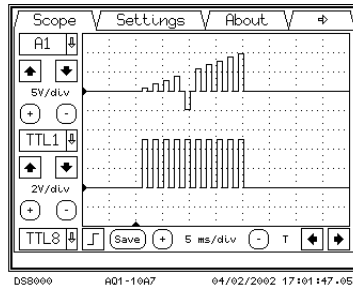 Scope Settings About
A1
5V/div
+ -
TTL1
2V/div
+ -
TTL8 Save + 5 ms/div - T
DS8000 AQ1-10A7 04/02/2002 17:01:47.05